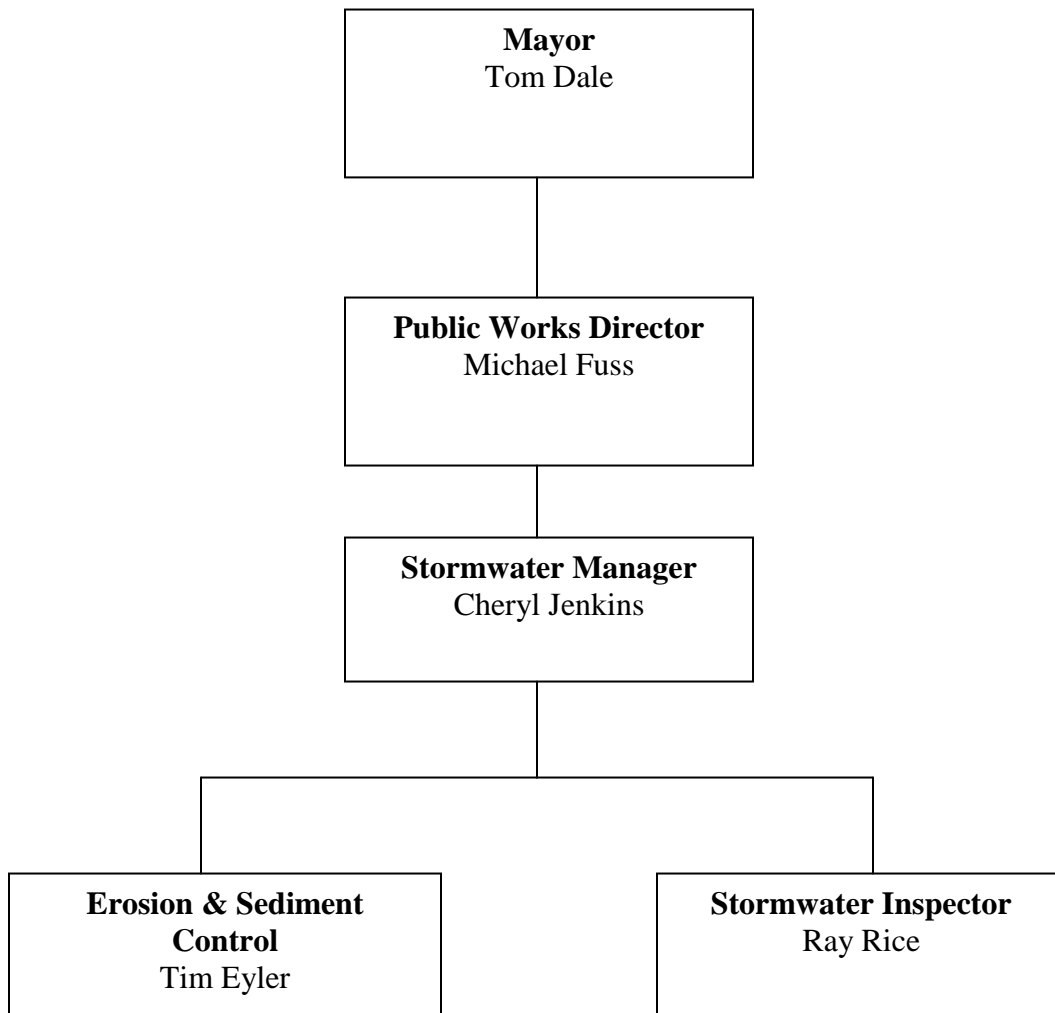 Mayor
Tom Dale
Public Works Director
Michael Fuss
Stormwater Manager
Cheryl Jenkins
Erosion & Sediment
Control
Tim Eyler
Stormwater Inspector
Ray Rice